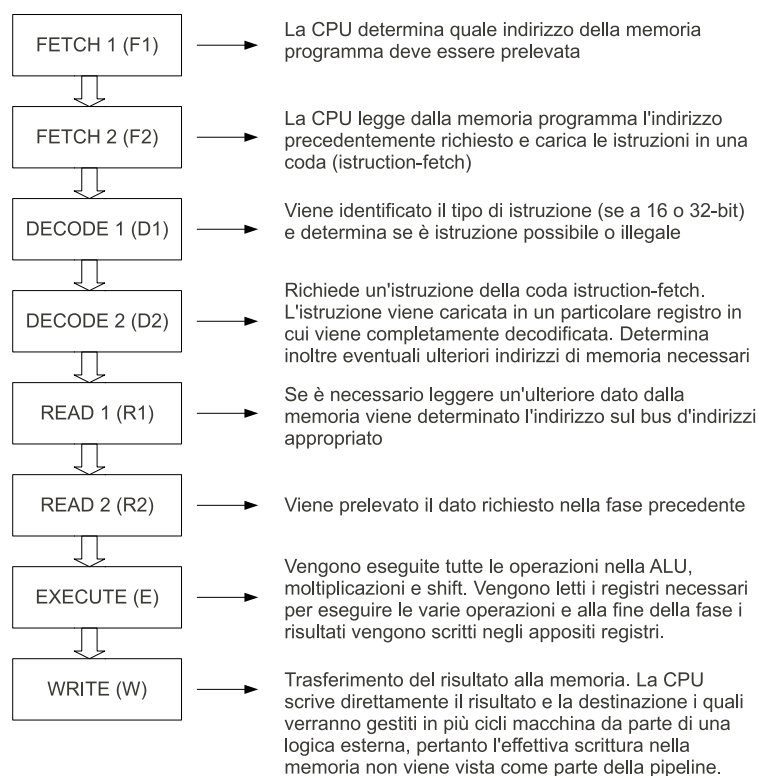 FETCH 1 (F1)
La CPU determina quale indirizzo della memoria
programma deve essere prelevata
FETCH 2 (F2)
La CPU legge dalla memoria programma l'indirizzo
precedentemente richiesto e carica le istruzioni in una
coda (istruction-fetch)
DECODE 1 (D1)
Viene identificato il tipo di istruzione (se a 16 o 32-bit)
e determina se è istruzione possibile o illegale
DECODE 2 (D2)
Richiede un'istruzione della coda istruction-fetch.
L'istruzione viene caricata in un particolare registro in
cui viene completamente decodificata. Determina
inoltre eventuali ulteriori indirizzi di memoria necessari
READ 1 (R1)
Se è necessario leggere un'ulteriore dato dalla
memoria viene determinato l'indirizzo sul bus d'indirizzi
appropriato
READ 2 (R2)
Viene prelevato il dato richiesto nella fase precedente
EXECUTE (E)
Vengono eseguite tutte le operazioni nella ALU,
moltiplicazioni e shift. Vengono letti i registri necessari
per eseguire le varie operazioni e alla fine della fase i
risultati vengono scritti negli appositi registri.
WRITE (W)
Trasferimento del risultato alla memoria. La CPU
scrive direttamente il risultato e la destinazione i quali
verranno gestiti in più cicli macchina da parte di una
logica esterna, pertanto l'effettiva scrittura nella
memoria non viene vista come parte della pipeline.